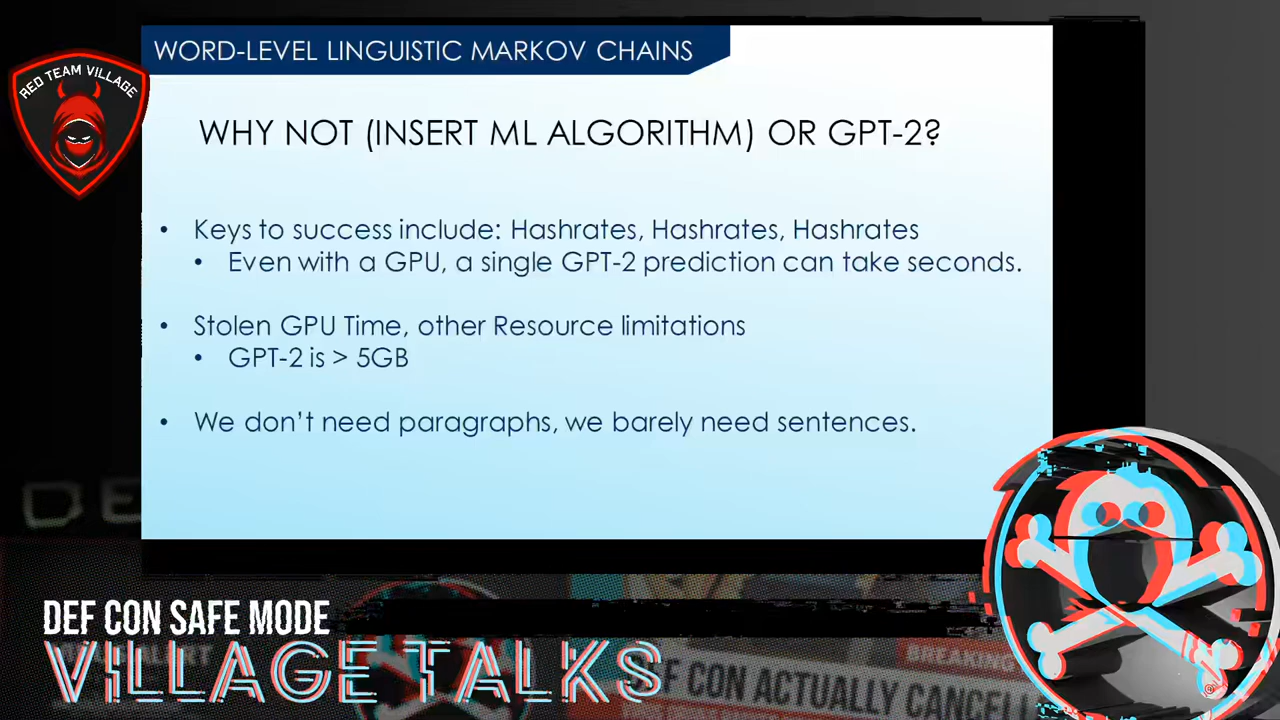 WORD-LEVEL LINGUISTIC MARKOV CHAINS
RED TEAM VILLAGE
WHY NOT (INSERT ML ALGORITHM) OR GPT-2?
• Keys to success include: Hashrates, Hashrates, Hashrates
• Even with a GPU, a single GPT-2 prediction can take seconds.
• Stolen GPU Time, other Resource limitations
• GPT-2 is > 5GB
• We don't need paragraphs, we barely need sentences.
DE
DEF CON SAFE MODE
VILLAGE TALKS
BREAKING
DEF CON ACTUALLY CANCELL